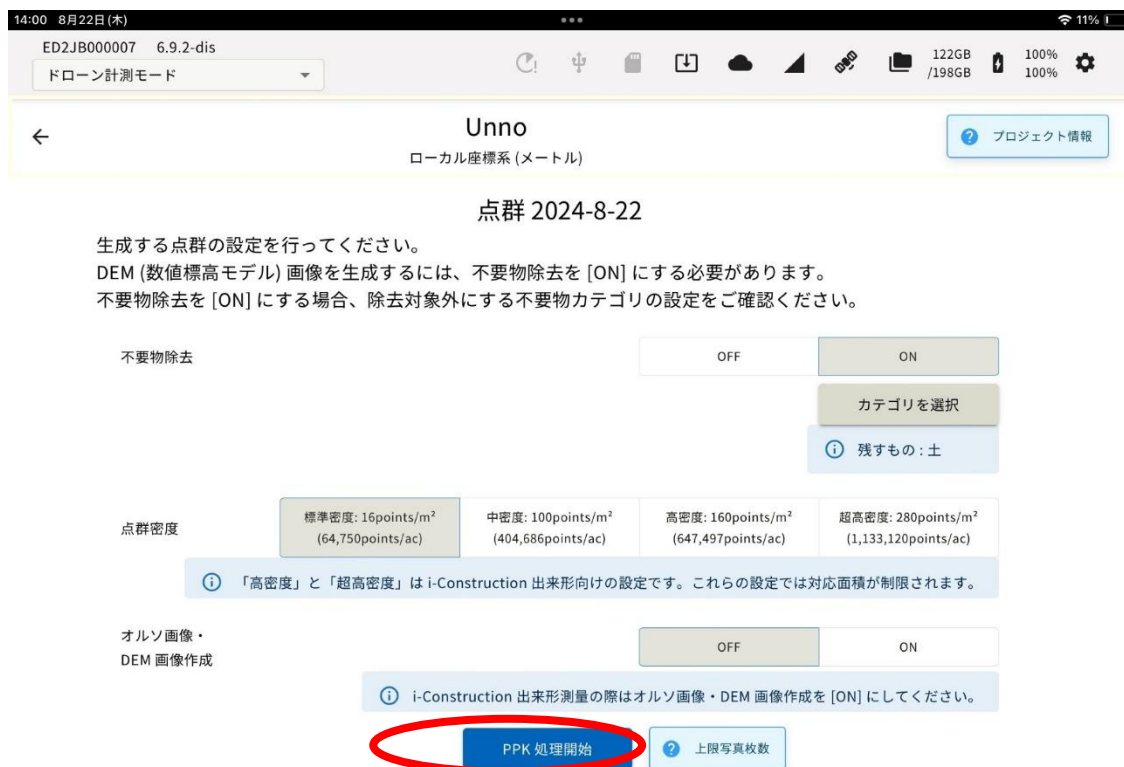 14:00 8月22日(木)
11%
ED2JB000007 6.9.2-dis
ドローン計測モード
122GB
/198GB
100%
100%
Unno
ローカル座標系 (メートル)
プロジェクト情報
点群 2024-8-22
生成する点群の設定を行ってください。
DEM (数値標高モデル) 画像を生成するには、不要物除去を [ON] にする必要があります。
不要物除去を [ON] にする場合、除去対象外にする不要物カテゴリの設定をご確認ください。
不要物除去
OFF
ON
カテゴリを選択
残すもの : 土
点群密度
標準密度: 16points/m²
(64,750points/ac)
中密度: 100points/m²
(404,686points/ac)
高密度: 160points/m²
(647,497points/ac)
超高密度: 280points/m²
(1,133,120points/ac)
「高密度」と「超高密度」は i-Construction 出来形向けの設定です。これらの設定では対応面積が制限されます。
オルソ画像・
DEM 画像作成
OFF
ON
i-Construction 出来形測量の際はオルソ画像・DEM 画像作成を [ON] にしてください。
PPK 処理開始
上限写真枚数